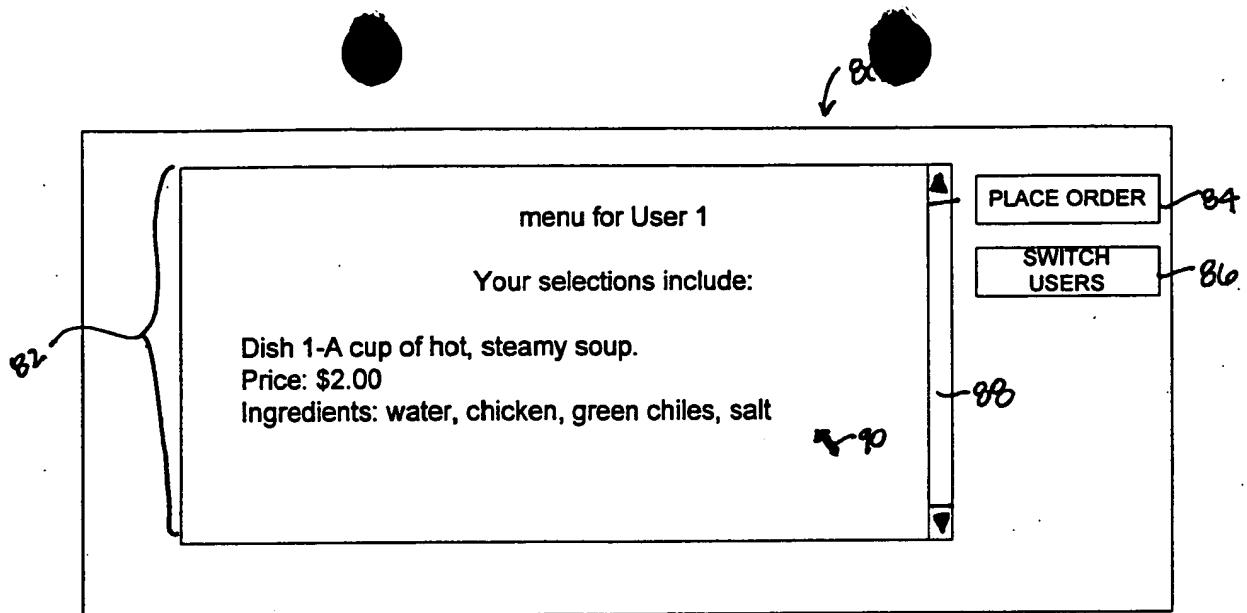 menu for User 1
Your selections include:
Dish 1-A cup of hot, steamy soup.
Price: $2.00
Ingredients: water, chicken, green chiles, salt
PLACE ORDER
SWITCH
USERS
82
84
86
88
90